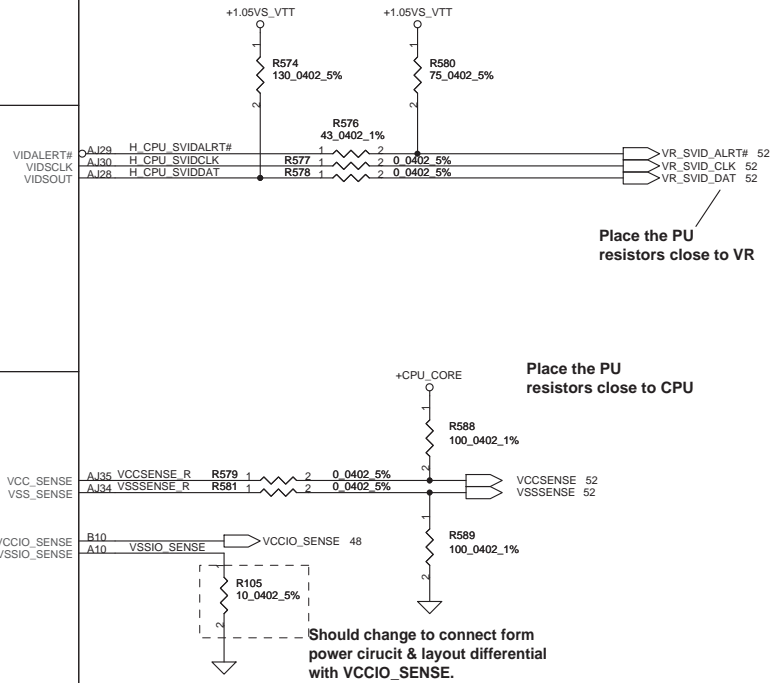 +1.05VS_VTT
+1.05VS_VTT
1
R574
130_0402_5%
2
1
R580
75_0402_5%
2
R576
43_0402_1%
VIDALERT# AJ29 H_CPU_SVIDALRT# 1 2 VR_SVID_ALRT# 52
VIDSCLK AJ30 H_CPU_SVIDCLK R577 1 2 0_0402_5% VR_SVID_CLK 52
VIDSOUT AJ28 H_CPU_SVIDDAT R578 1 2 0_0402_5% VR_SVID_DAT 52
Place the PU
resistors close to VR
+CPU_CORE
Place the PU
resistors close to CPU
1
R588
100_0402_1%
2
VCC_SENSE AJ35 VCCSENSE_R R579 1 2 0_0402_5% VCCSENSE 52
VSS_SENSE AJ34 VSSSENSE_R R581 1 2 0_0402_5% VSSSENSE 52
VCCIO_SENSE B10 VCCIO_SENSE 48
VSSIO_SENSE A10 VSSIO_SENSE
1
R589
100_0402_1%
2
1
R105
10_0402_5%
2
Should change to connect form
power cirucit & layout differential
with VCCIO_SENSE.